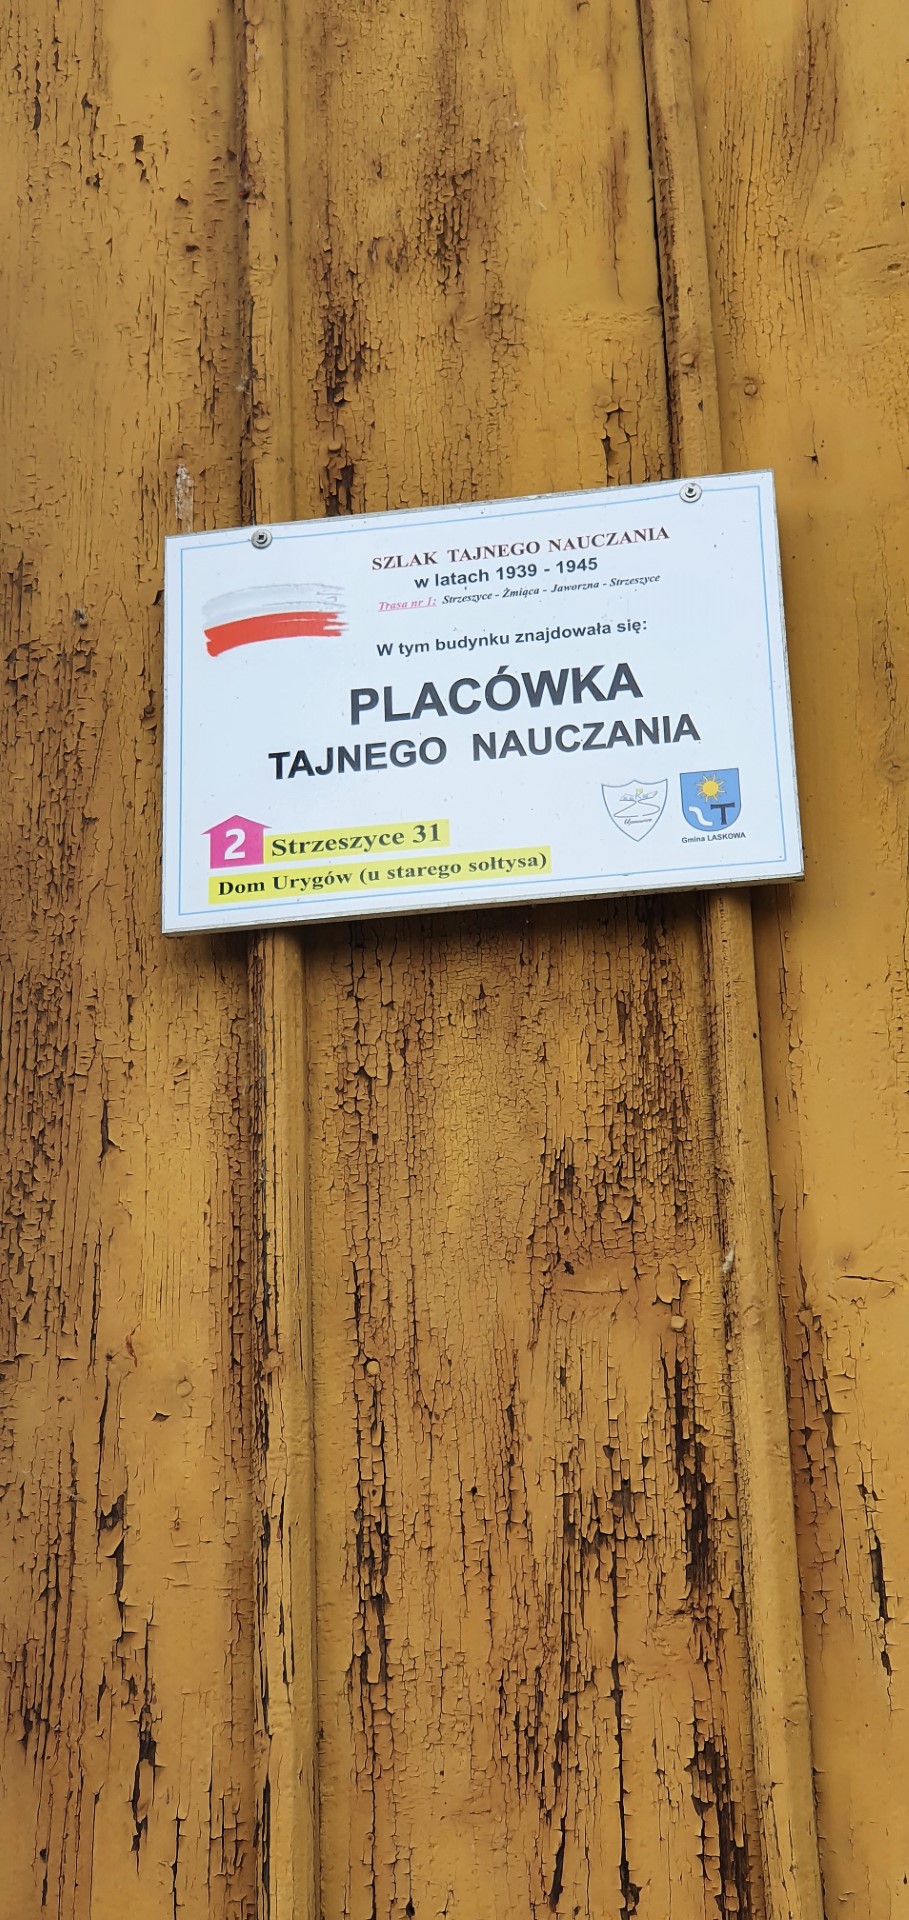 SZLAK TAJNEGO NAUCZANIA
w latach 1939 - 1945
Trasa nr 1: Strzeszyce - Żmiąca - Jaworzna - Strzeszyce
W tym budynku znajdowała się:
PLACÓWKA
TAJNEGO NAUCZANIA
2 Strzeszyce 31
Dom Urygów (u starego sołtysa)
T
Gmina LASKOWA